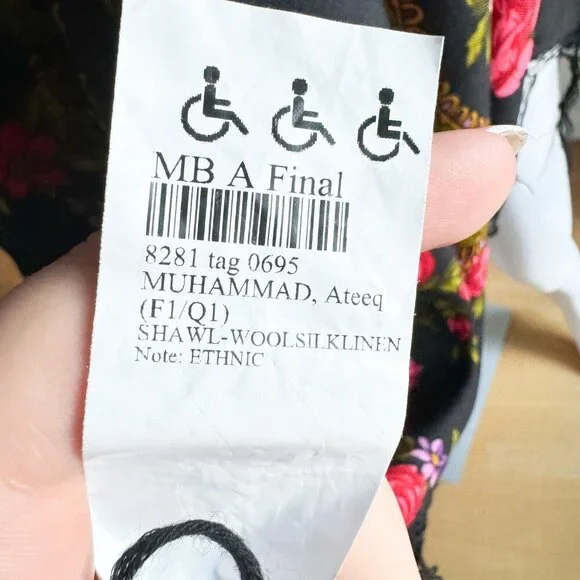 MB A Final
8281 tag 0695
MUHAMMAD, Ateeq
(F1/Q1)
SHAWL-WOOLSILKLINEN
Note: ETHNIC